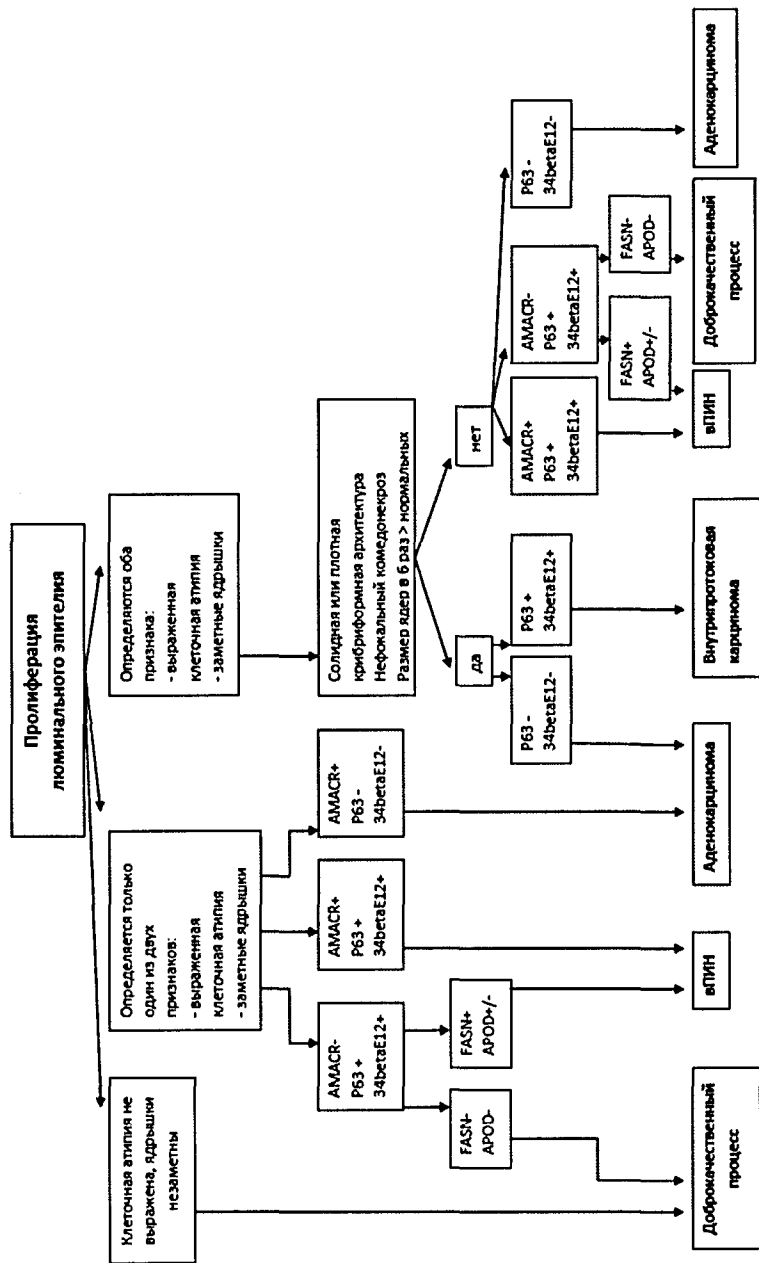 Пролиферация
люминального эпителия
Клеточная атипия не
выражена, ядрышки
незаметны
Определяется только
один из двух
признаков:
- выраженная
клеточная атипия
- заметные ядрышки
Определяются оба
признака:
- выраженная
клеточная атипия
- заметные ядрышки
AMACR-
P63 +
34betaE12+
AMACR+
P63 +
34betaE12+
AMACR+
P63 -
34betaE12-
Солидная или плотная
крибриформная архитектура
Нефокальный комедонекроз
Размер ядер в 6 раз > нормальных
да
нет
FASN-
APOD-
FASN+
APOD+/-
P63 -
34betaE12-
P63 +
34betaE12+
AMACR+
P63 +
34betaE12+
AMACR-
P63 +
34betaE12+
P63 -
34betaE12-
FASN+
APOD+/-
FASN-
APOD-
Доброкачественный
процесс
вПИН
Аденокарцинома
Внутрипротоковая
карцинома
вПИН
Доброкачественный
процесс
Аденокарцинома